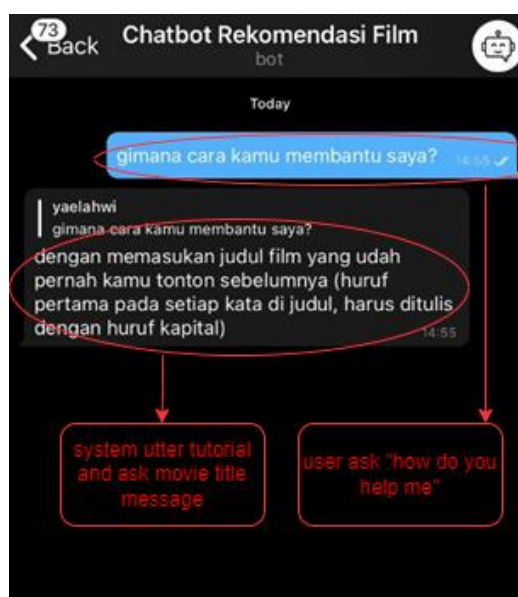 73
Back
Chatbot Rekomendasi Film
bot
Today
gimana cara kamu membantu saya?
14:55
yaelahwi
gimana cara kamu membantu saya?
dengan memasukan judul film yang udah
pernah kamu tonton sebelumnya (huruf
pertama pada setiap kata di judul, harus ditulis
dengan huruf kapital)
14:55
system utter tutorial
and ask movie title
message
user ask "how do you
help me"